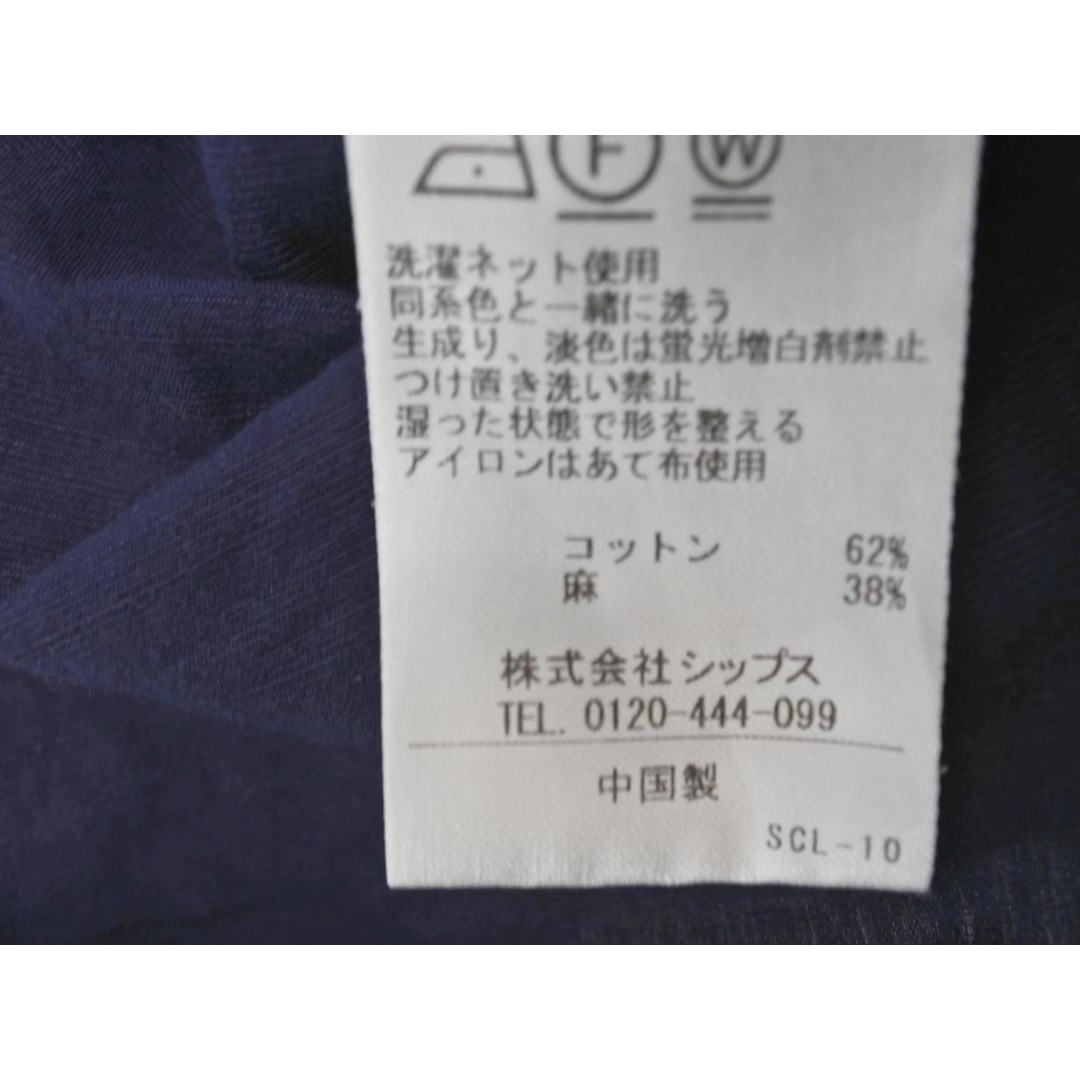 F W
洗濯ネット使用
同系色と一緒に洗う
生成り、淡色は蛍光増白剤禁止
つけ置き洗い禁止
湿った状態で形を整える
アイロンはあて布使用
コットン 62%
麻 38%
株式会社シップス
TEL. 0120-444-099
中国製
SCL-10